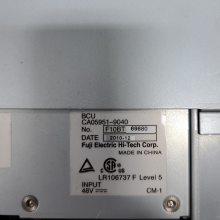 BCU
CA05951-9040
No. F10BT 69880
DATE 2010-12
Fuji Electric Hi-Tech Corp.
MADE IN CHINA
LR106737 F Level 5
INPUT
48V CM-1